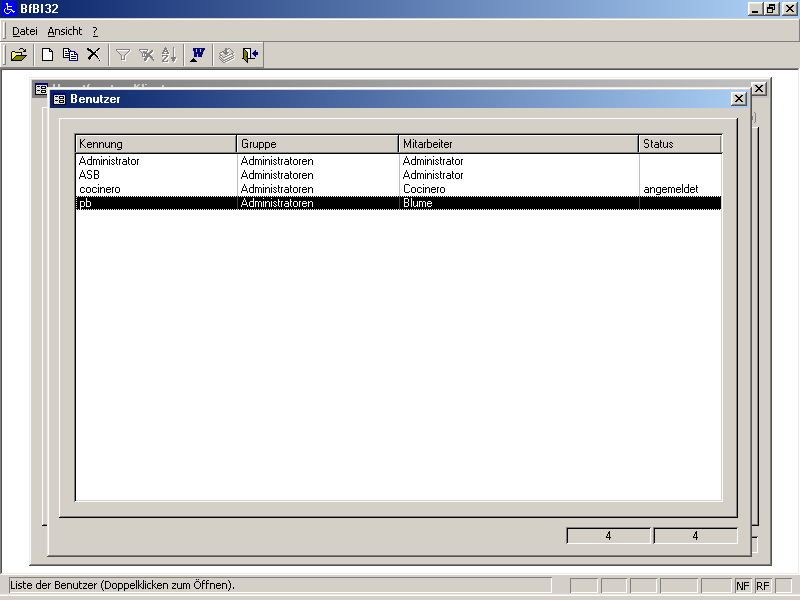 BfBI32
Datei Ansicht ?
Benutzer
Kennung Gruppe Mitarbeiter Status
Administrator Administratoren Administrator
ASB Administratoren Administrator
cocinero Administratoren Cocinero angemeldet
pb Administratoren Blume
4 4
Liste der Benutzer (Doppelklicken zum Öffnen). NF RF